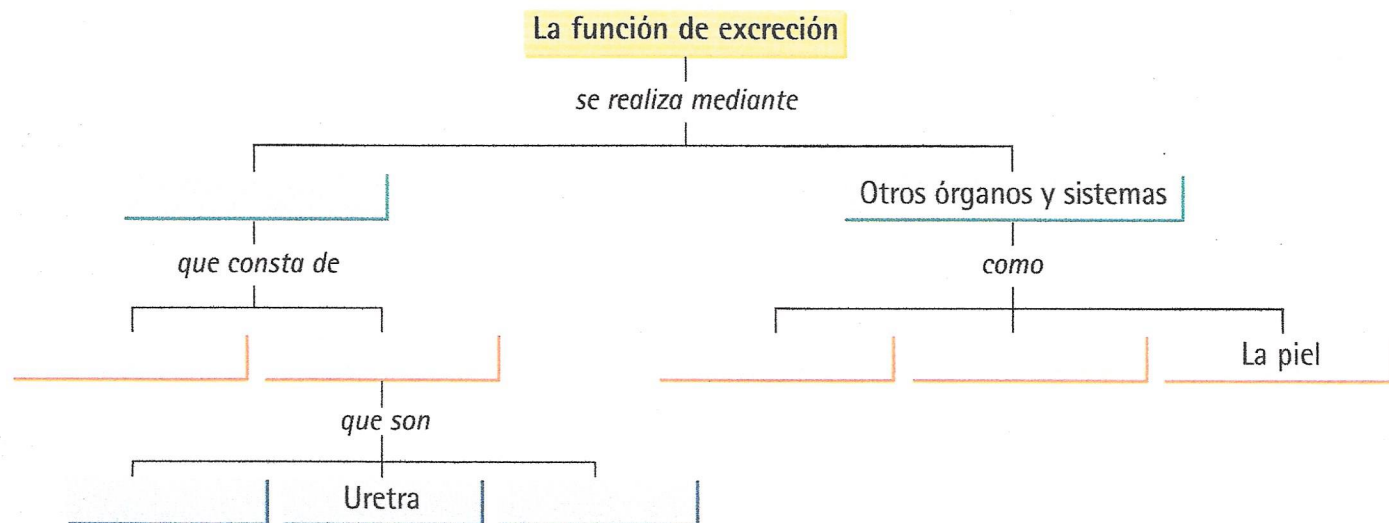 La función de excreción
se realiza mediante
Otros órganos y sistemas
que consta de
como
La piel
que son
Uretra